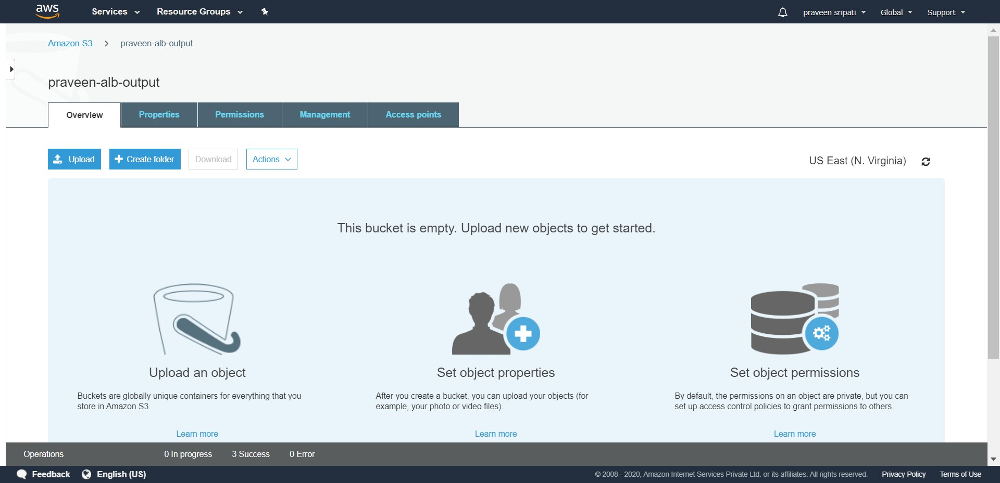 aws Services Resource Groups praveen sripati Global Support
Amazon S3 > praveen-alb-output
praveen-alb-output
Overview Properties Permissions Management Access points
Upload Create folder Download Actions US East (N. Virginia)
This bucket is empty. Upload new objects to get started.
Upload an object
Buckets are globally unique containers for everything that you
store in Amazon S3.
Learn more
Set object properties
After you create a bucket, you can upload your objects (for
example, your photo or video files).
Learn more
Set object permissions
By default, the permissions on an object are private, but you can
set up access control policies to grant permissions to others.
Learn more
Operations 0 In progress 3 Success 0 Error
Feedback English (US) © 2008 - 2020, Amazon Internet Services Private Ltd. or its affiliates. All rights reserved. Privacy Policy Terms of Use